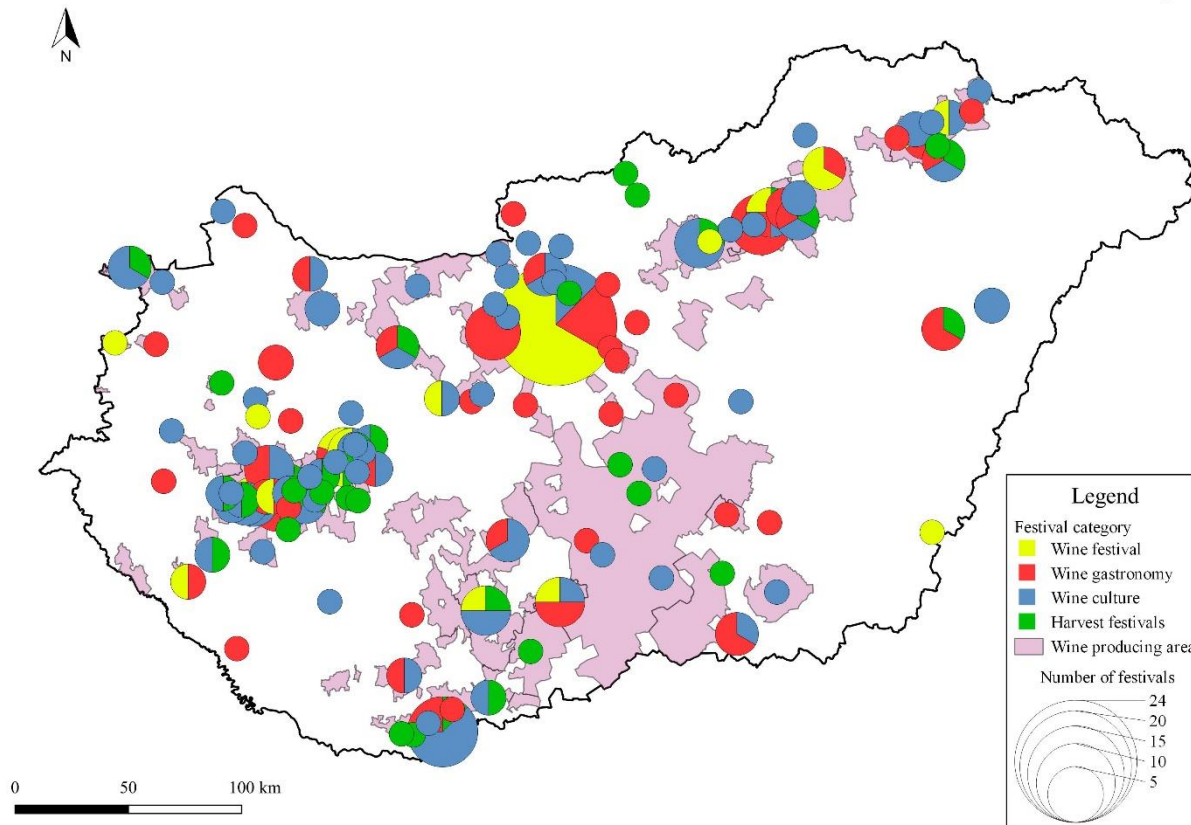 N
Legend
Festival category
Wine festival
Wine gastronomy
Wine culture
Harvest festivals
Wine producing area
Number of festivals
24
20
15
10
5
0 50 100 km